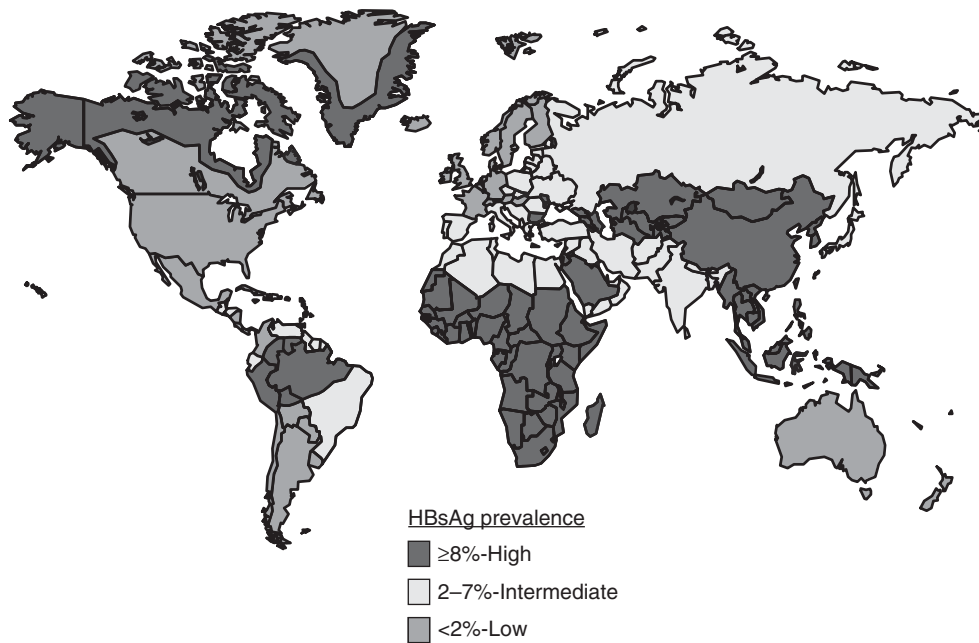 HBsAg prevalence
≥8%-High
2–7%-Intermediate
<2%-Low